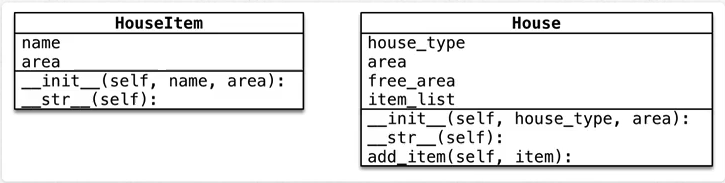 HouseItem
name
area
__init__(self, name, area):
__str__(self):
House
house_type
area
free_area
item_list
__init__(self, house_type, area):
__str__(self):
add_item(self, item):